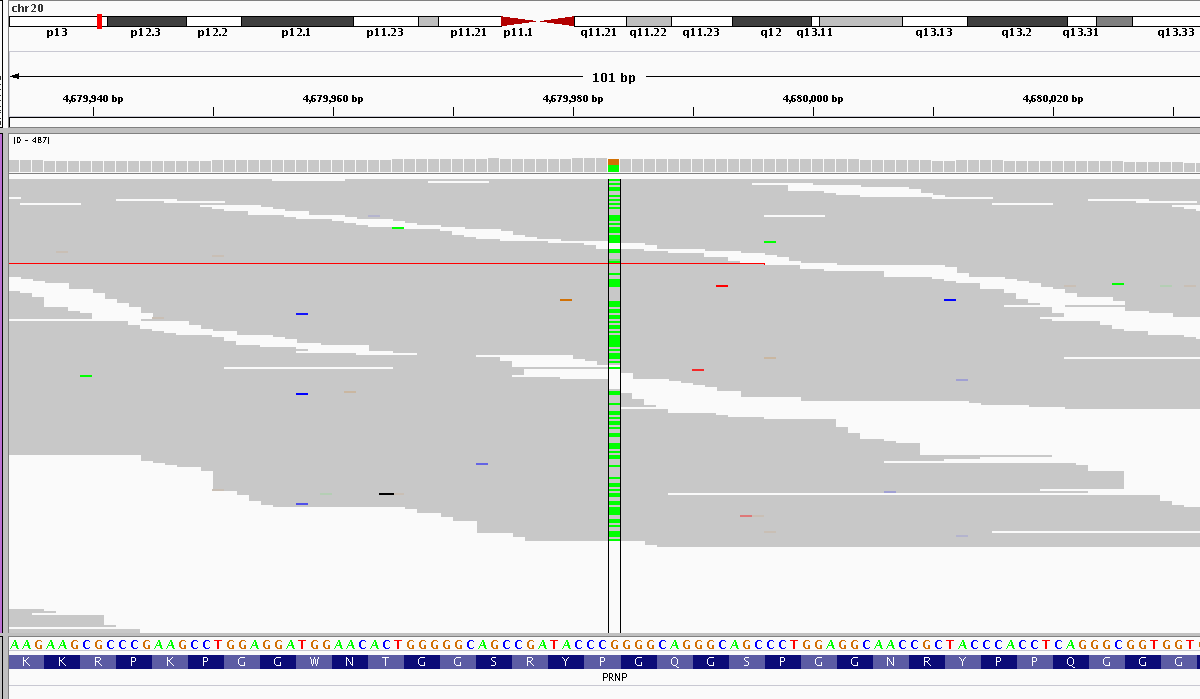 chr20
p13 p12.3 p12.2 p12.1 p11.23 p11.21 p11.1 q11.21 q11.22 q11.23 q12 q13.11 q13.13 q13.2 q13.31 q13.33
101 bp
4,679,940 bp 4,679,960 bp 4,679,980 bp 4,680,000 bp 4,680,020 bp
[0 - 487]
AAGAAGCGCCCGAAGCCTGGAGGATGGAACACTGGGGGCAGCCGATACCCGGGGCAGGGCAGCCCTGGAGGCAACCGCTACCCACCTCAGGGCGGTGGT
K K R P K P G G W N T G G S R Y P G Q G S P G G N R Y P P Q G G G
PRNP